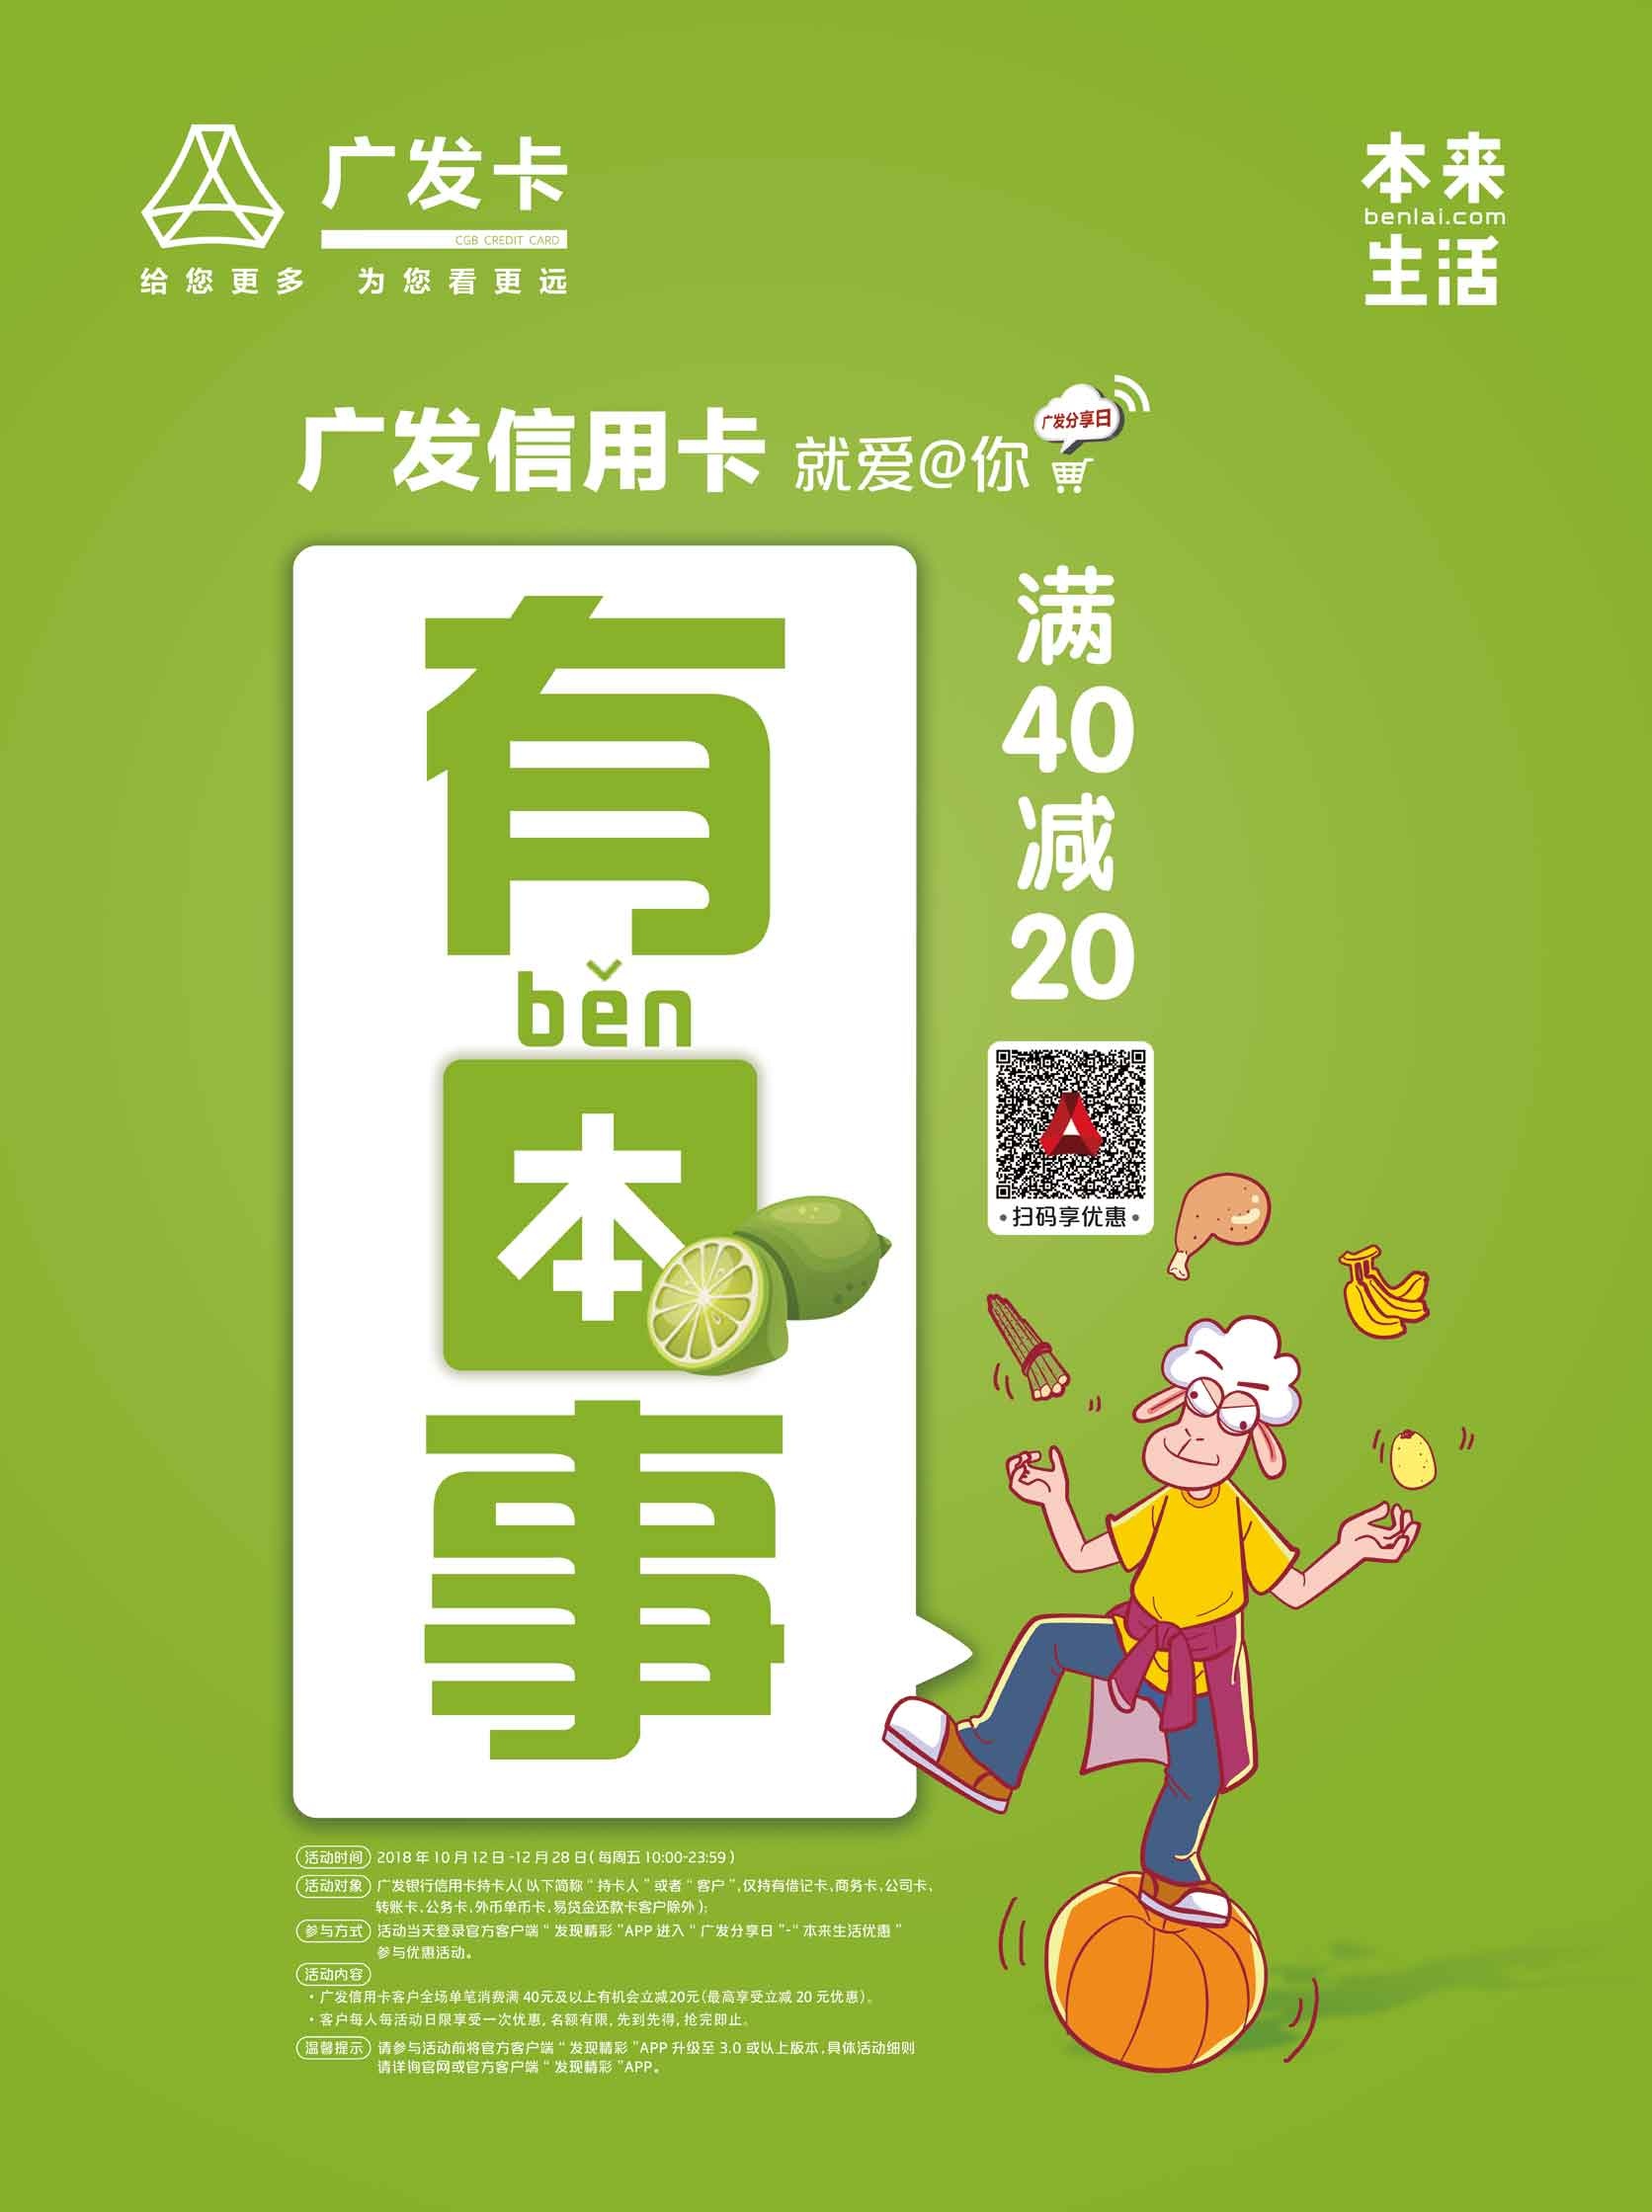 广发卡
CGB CREDIT CARD
给您更多 为您看更远
本来
benlai.com
生活
广发信用卡 就爱@你
广发分享日
有
běn
本
事
满
40
减
20
•扫码享优惠•
活动时间 2018年10月12日-12月28日(每周五10:00-23:59)
活动对象 广发银行信用卡持卡人(以下简称“持卡人”或者“客户”,仅持有借记卡,商务卡,公司卡,
转账卡,公务卡,外币单币卡,易贷金还款卡客户除外);
参与方式 活动当天登录官方客户端“发现精彩”APP进入“广发分享日”-“本来生活优惠”
参与优惠活动。
活动内容
·广发信用卡客户全场单笔消费满40元及以上有机会立减20元(最高享受立减20元优惠)。
·客户每人每活动日限享受一次优惠,名额有限,先到先得,抢完即止。
温馨提示 请参与活动前将官方客户端“发现精彩”APP升级至3.0或以上版本,具体活动细则
请详询官网或官方客户端“发现精彩”APP。